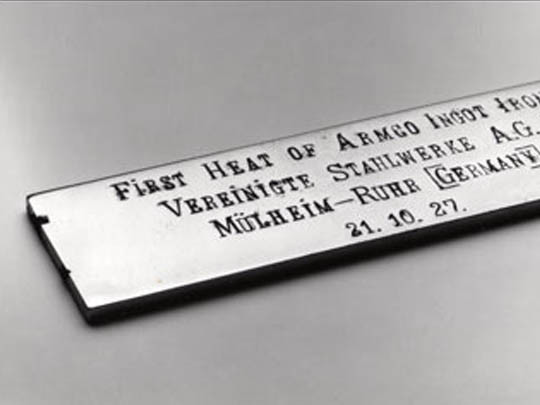 FIRST HEAT OF ARMCO INGOT IRON
VEREINIGTE STAHLWERKE A.G.
MÜLHEIM-RUHR [GERMANY]
21. 10. 27.